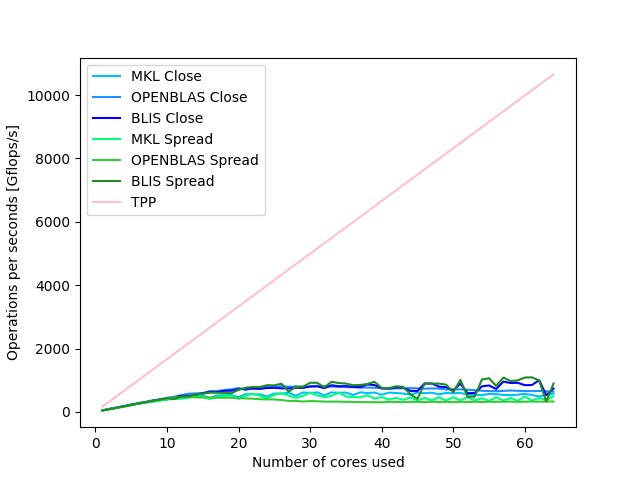 MKL Close
OPENBLAS Close
BLIS Close
MKL Spread
OPENBLAS Spread
BLIS Spread
TPP
Operations per seconds [Gflops/s]
10000
8000
6000
4000
2000
0
0 10 20 30 40 50 60
Number of cores used